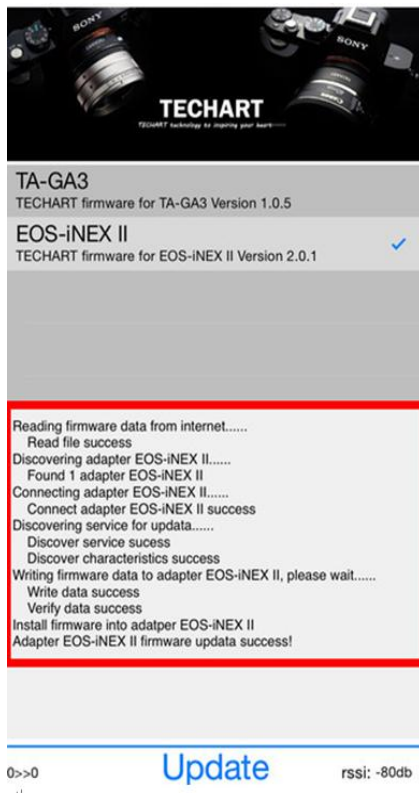 SONY
SONY
TECHART
TECHART technology to inspiring your heart
TA-GA3
TECHART firmware for TA-GA3 Version 1.0.5
EOS-iNEX II
TECHART firmware for EOS-iNEX II Version 2.0.1
Reading firmware data from internet......
Read file success
Discovering adapter EOS-iNEX II......
Found 1 adapter EOS-iNEX II
Connecting adapter EOS-iNEX II......
Connect adapter EOS-iNEX II success
Discovering service for updata......
Discover service sucess
Discover characteristics success
Writing firmware data to adapter EOS-iNEX II, please wait......
Write data success
Verify data success
Install firmware into adatper EOS-iNEX II
Adapter EOS-iNEX II firmware updata success!
0>>0 Update rssi: -80db